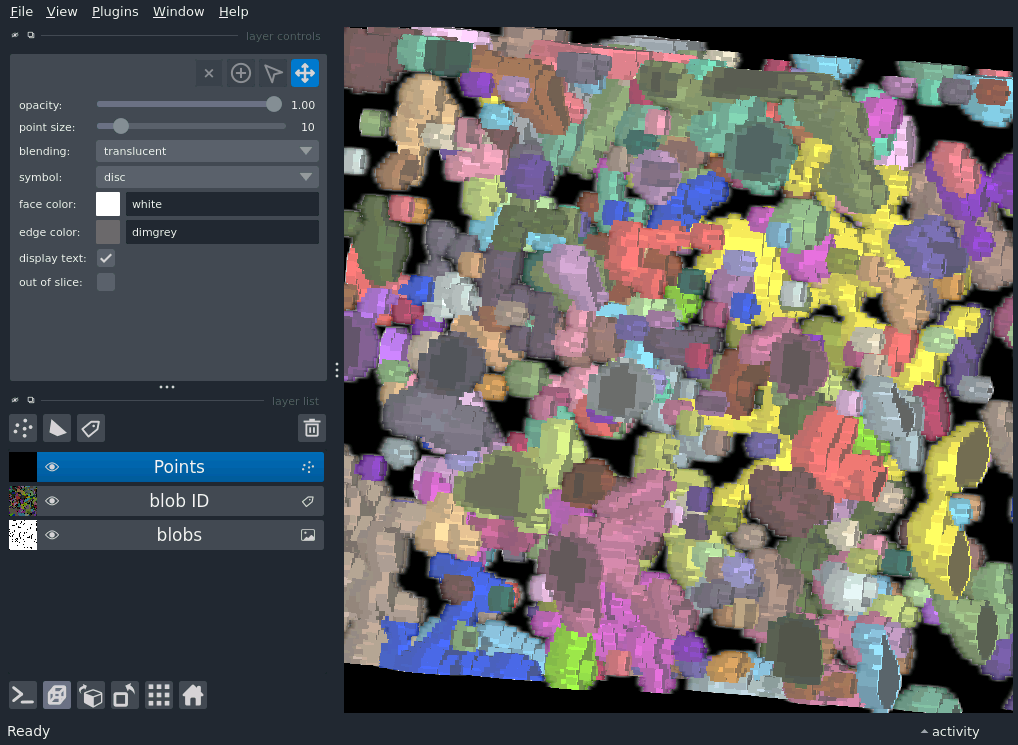 File View Plugins Window Help
layer controls
opacity: 1.00
point size: 10
blending: translucent
symbol: disc
face color: white
edge color: dimgrey
display text:
out of slice:
layer list
Points
blob ID
blobs
Ready activity